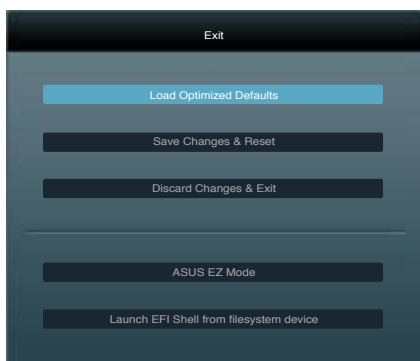 Exit
Load Optimized Defaults
Save Changes & Reset
Discard Changes & Exit
ASUS EZ Mode
Launch EFI Shell from filesystem device